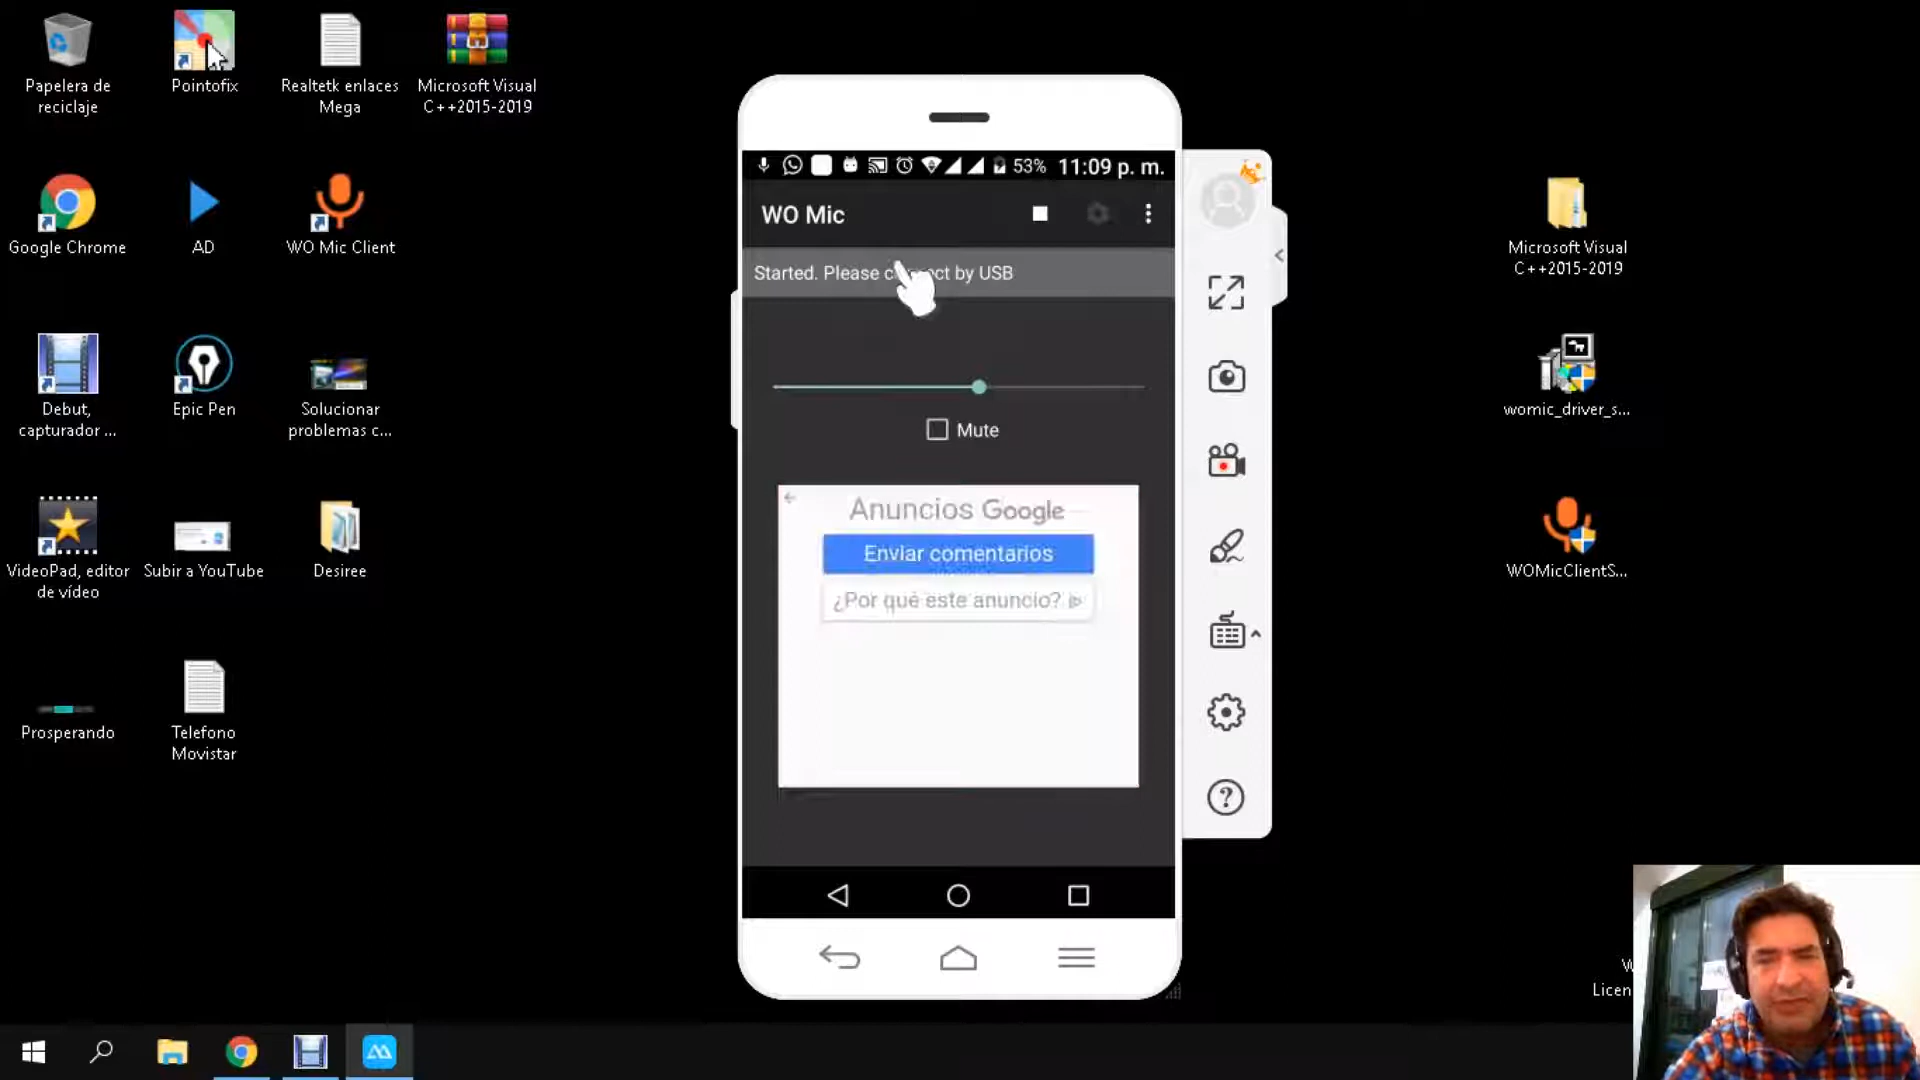 Papelera de
reciclaje
Pointofix
Realtetk enlaces
Mega
Microsoft Visual
C++2015-2019
Google Chrome
AD
WO Mic Client
Debut,
capturador ...
Epic Pen
Solucionar
problemas c...
VideoPad, editor
de vídeo
Subir a YouTube
Desiree
Prosperando
Telefono
Movistar
53% 11:09 p. m.
WO Mic
Started. Please connect by USB
Mute
Anuncios Google
Enviar comentarios
¿Por qué este anuncio?
Microsoft Visual
C++2015-2019
womic_driver_s...
WOMicClientS...
Licen